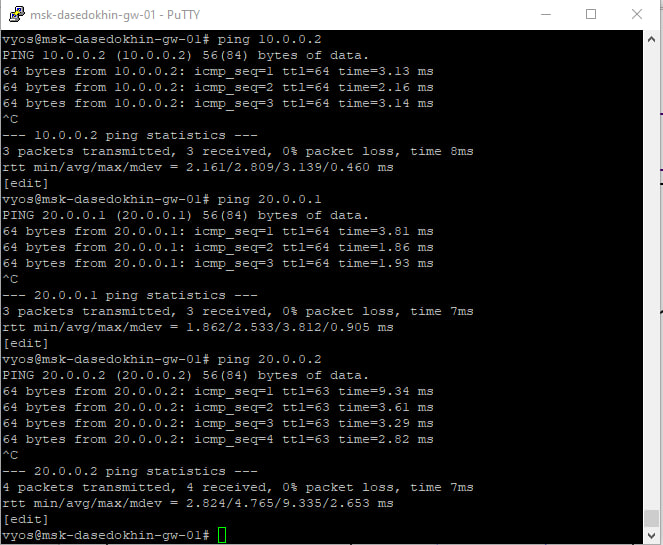 msk-dasedokhin-gw-01 - PuTTY
vyos@msk-dasedokhin-gw-01# ping 10.0.0.2
PING 10.0.0.2 (10.0.0.2) 56(84) bytes of data.
64 bytes from 10.0.0.2: icmp_seq=1 ttl=64 time=3.13 ms
64 bytes from 10.0.0.2: icmp_seq=2 ttl=64 time=2.16 ms
64 bytes from 10.0.0.2: icmp_seq=3 ttl=64 time=3.14 ms
^C
--- 10.0.0.2 ping statistics ---
3 packets transmitted, 3 received, 0% packet loss, time 8ms
rtt min/avg/max/mdev = 2.161/2.809/3.139/0.460 ms
[edit]
vyos@msk-dasedokhin-gw-01# ping 20.0.0.1
PING 20.0.0.1 (20.0.0.1) 56(84) bytes of data.
64 bytes from 20.0.0.1: icmp_seq=1 ttl=64 time=3.81 ms
64 bytes from 20.0.0.1: icmp_seq=2 ttl=64 time=1.86 ms
64 bytes from 20.0.0.1: icmp_seq=3 ttl=64 time=1.93 ms
^C
--- 20.0.0.1 ping statistics ---
3 packets transmitted, 3 received, 0% packet loss, time 7ms
rtt min/avg/max/mdev = 1.862/2.533/3.812/0.905 ms
[edit]
vyos@msk-dasedokhin-gw-01# ping 20.0.0.2
PING 20.0.0.2 (20.0.0.2) 56(84) bytes of data.
64 bytes from 20.0.0.2: icmp_seq=1 ttl=63 time=9.34 ms
64 bytes from 20.0.0.2: icmp_seq=2 ttl=63 time=3.61 ms
64 bytes from 20.0.0.2: icmp_seq=3 ttl=63 time=3.29 ms
64 bytes from 20.0.0.2: icmp_seq=4 ttl=63 time=2.82 ms
^C
--- 20.0.0.2 ping statistics ---
4 packets transmitted, 4 received, 0% packet loss, time 7ms
rtt min/avg/max/mdev = 2.824/4.765/9.335/2.653 ms
[edit]
vyos@msk-dasedokhin-gw-01#